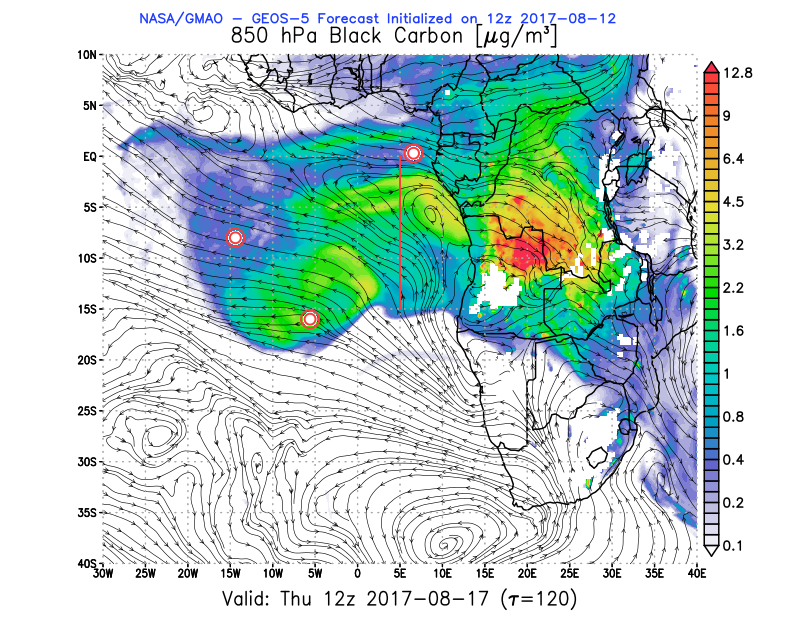 NASA/GMAO – GEOS-5 Forecast Initialized on 12z 2017-08-12
850 hPa Black Carbon [μg/m³]
10N
5N
EQ
5S
10S
15S
20S
25S
30S
35S
40S
30W 25W 20W 15W 10W 5W 0 5E 10E 15E 20E 25E 30E 35E 40E
12.8
9
6.4
4.5
3.2
2.2
1.6
1
0.8
0.4
0.2
0.1
Valid: Thu 12z 2017-08-17 (τ=120)